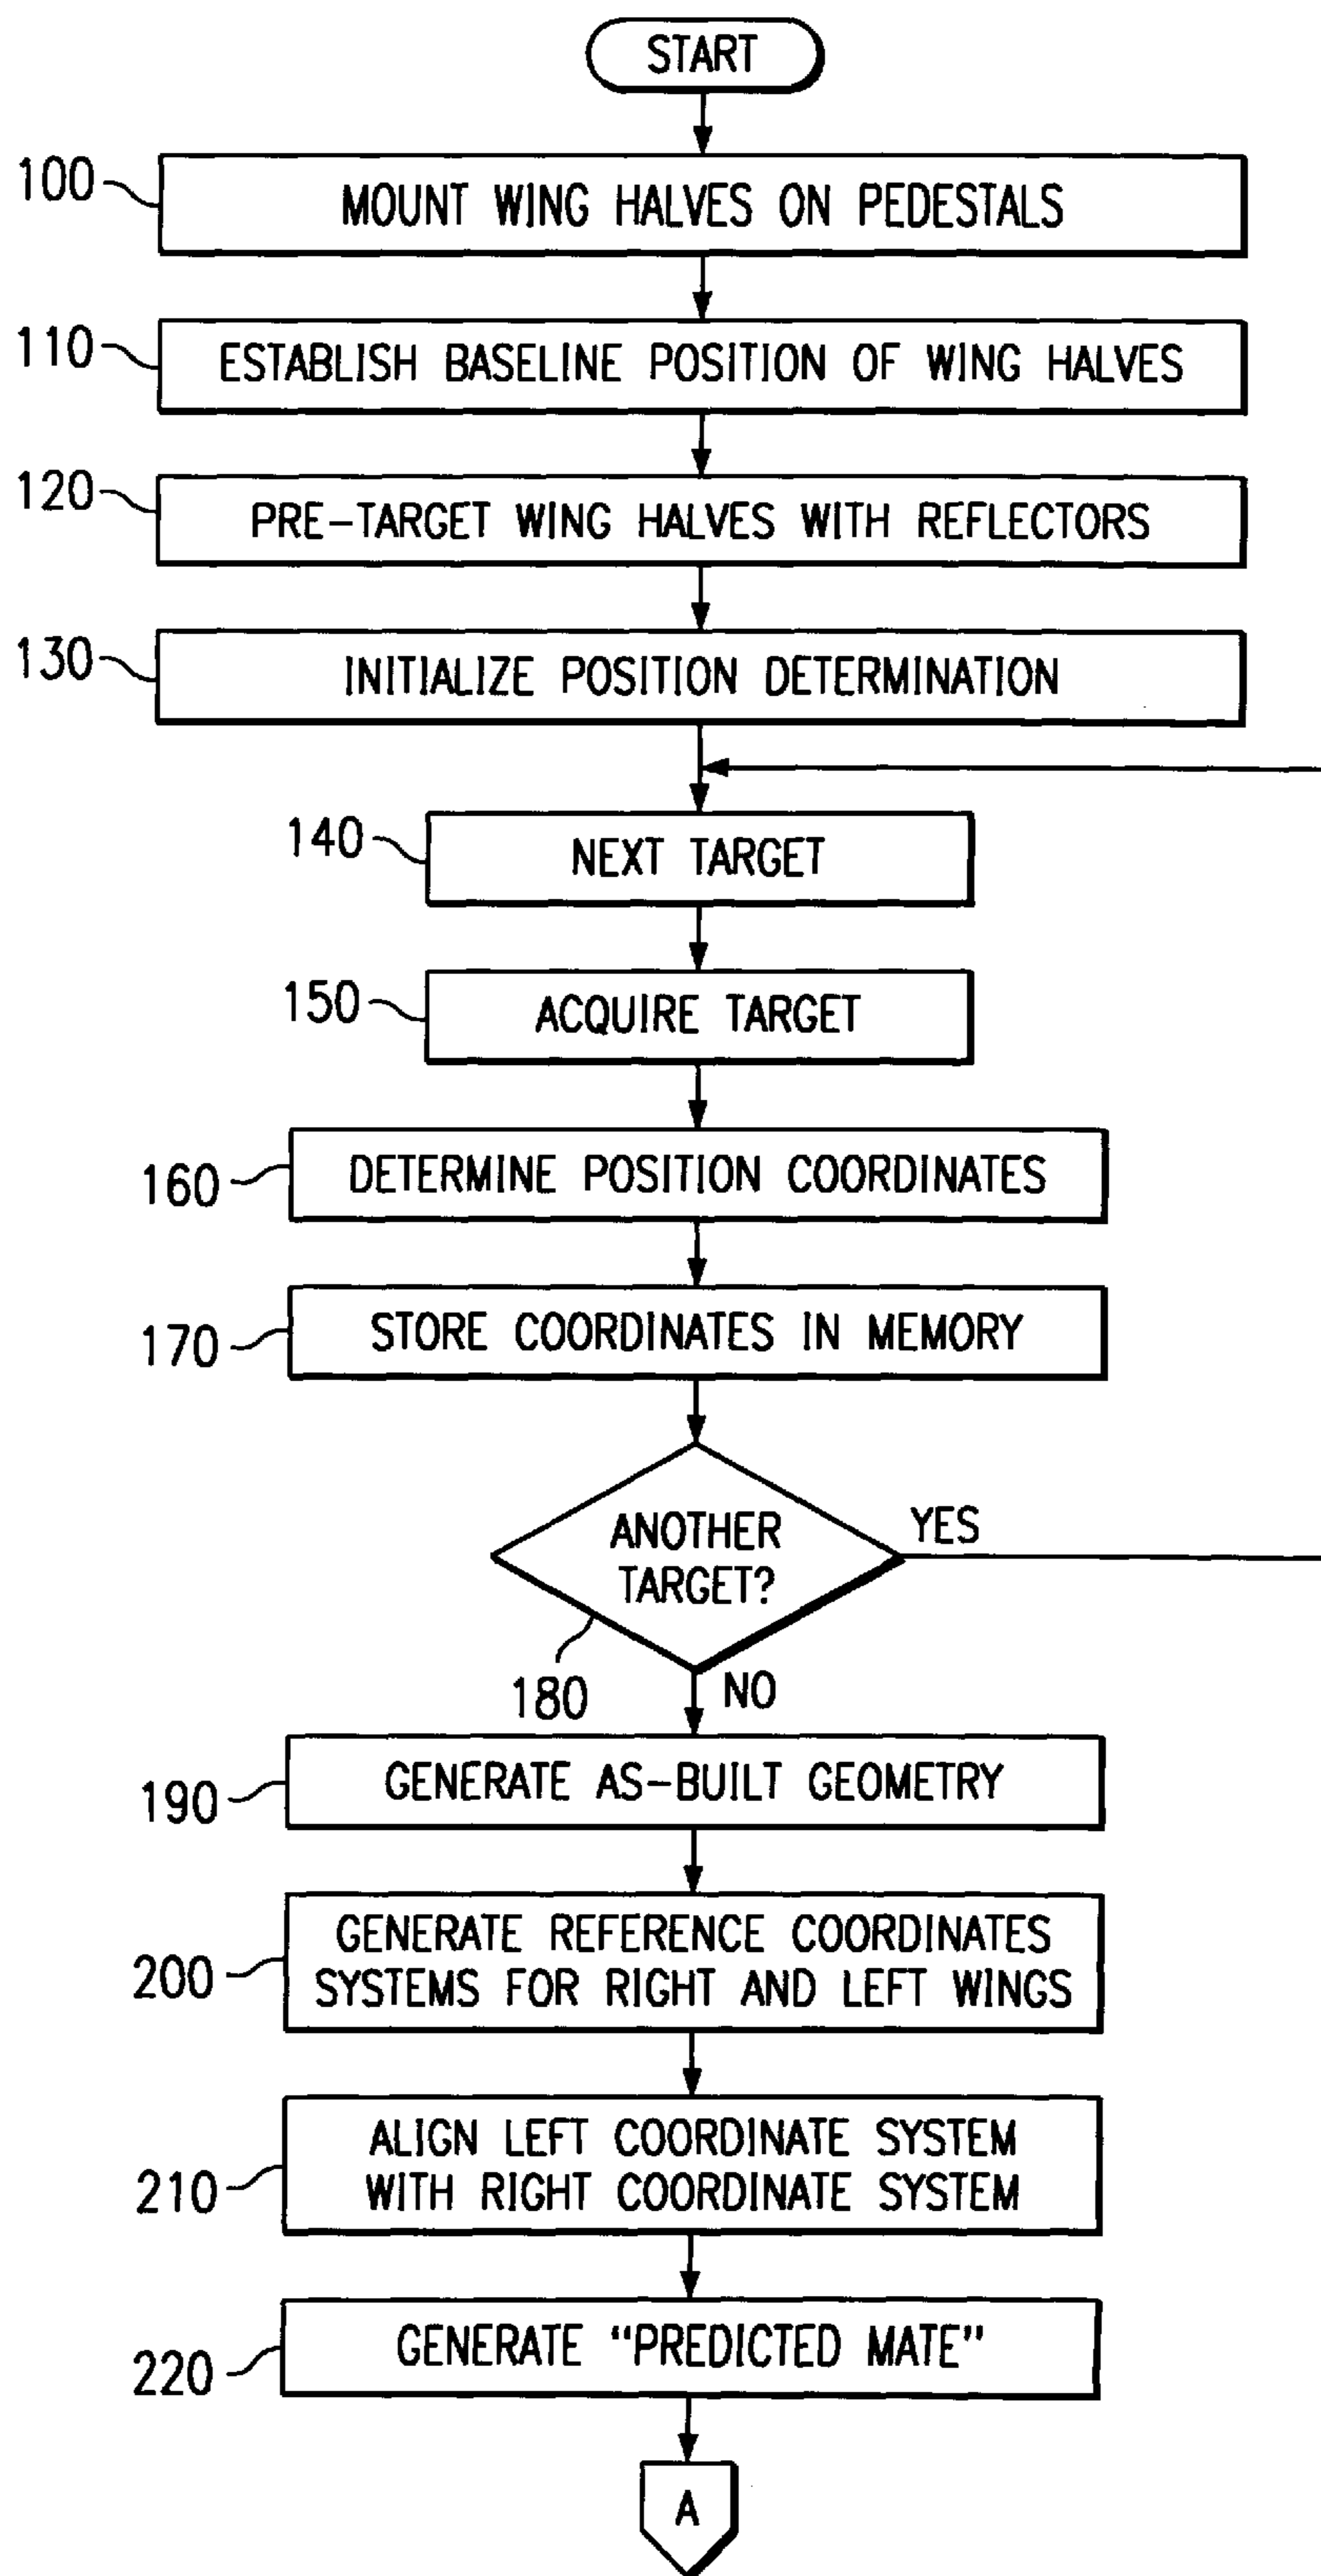 START
100
MOUNT WING HALVES ON PEDESTALS
110
ESTABLISH BASELINE POSITION OF WING HALVES
120
PRE-TARGET WING HALVES WITH REFLECTORS
130
INITIALIZE POSITION DETERMINATION
140
NEXT TARGET
150
ACQUIRE TARGET
160
DETERMINE POSITION COORDINATES
170
STORE COORDINATES IN MEMORY
ANOTHER
TARGET?
YES
180
NO
190
GENERATE AS-BUILT GEOMETRY
200
GENERATE REFERENCE COORDINATES
SYSTEMS FOR RIGHT AND LEFT WINGS
210
ALIGN LEFT COORDINATE SYSTEM
WITH RIGHT COORDINATE SYSTEM
220
GENERATE "PREDICTED MATE"
A